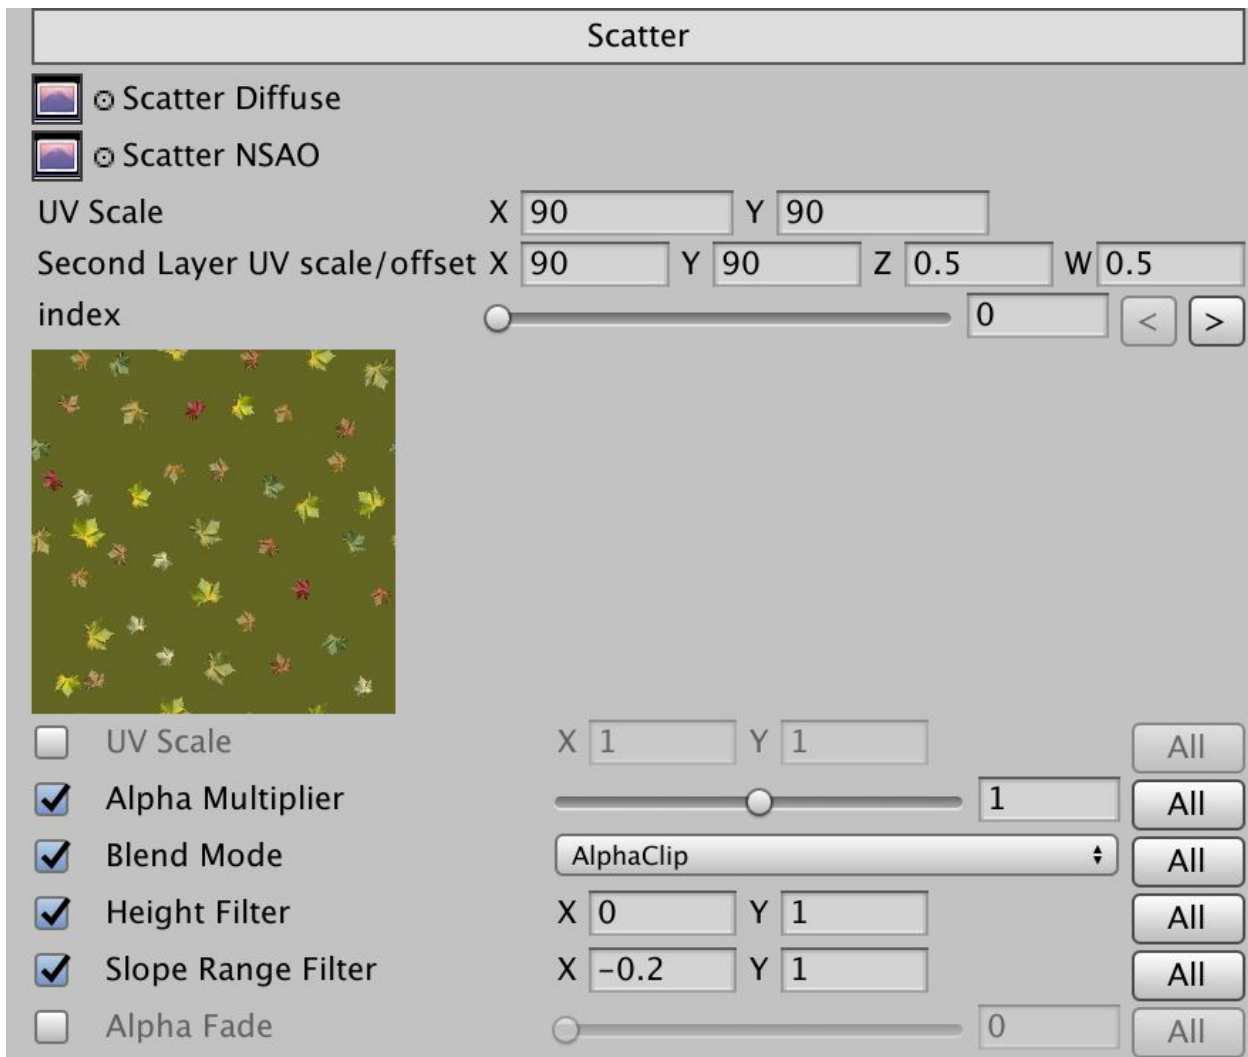 Scatter
Scatter Diffuse
Scatter NSAO
UV Scale X 90 Y 90
Second Layer UV scale/offset X 90 Y 90 Z 0.5 W 0.5
index 0 < >
UV Scale X 1 Y 1 All
Alpha Multiplier 1 All
Blend Mode AlphaClip All
Height Filter X 0 Y 1 All
Slope Range Filter X -0.2 Y 1 All
Alpha Fade 0 All